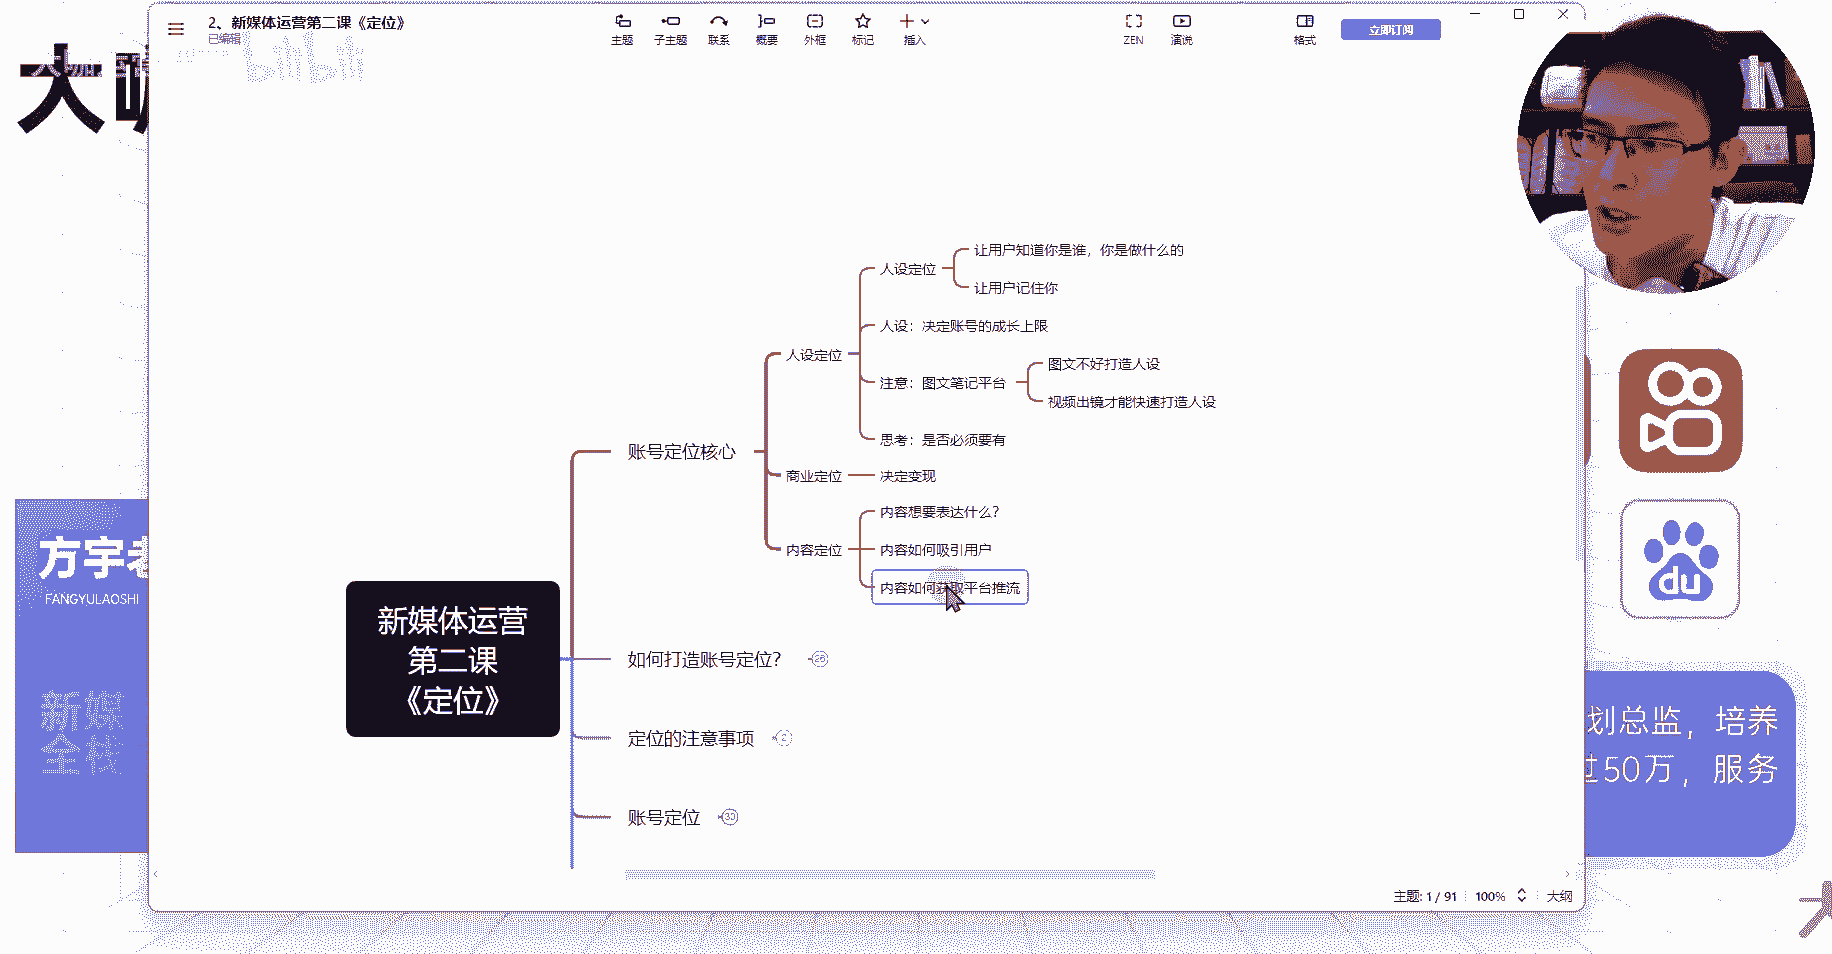 2、新媒体运营第二课《定位》
已编辑
主题
子主题
联系
概要
外框
标记
插入
ZEN
演说
格式
立即订阅
bilibili
大咖
让用户知道你是谁，你是做什么的
人设定位
让用户记住你
人设：决定账号的成长上限
人设定位
图文不好打造人设
注意：图文笔记平台
视频出镜才能快速打造人设
思考：是否必须要有
账号定位核心
商业定位
决定变现
内容想要表达什么？
内容定位
内容如何吸引用户
内容如何获取平台推流
新媒体运营
第二课
《定位》
如何打造账号定位？
26
定位的注意事项
2
账号定位
30
方宇老
FANGYULAOSHI
新媒
全栈
du
划总监，培养
过50万，服务
主题: 1 / 91
100%
大纲